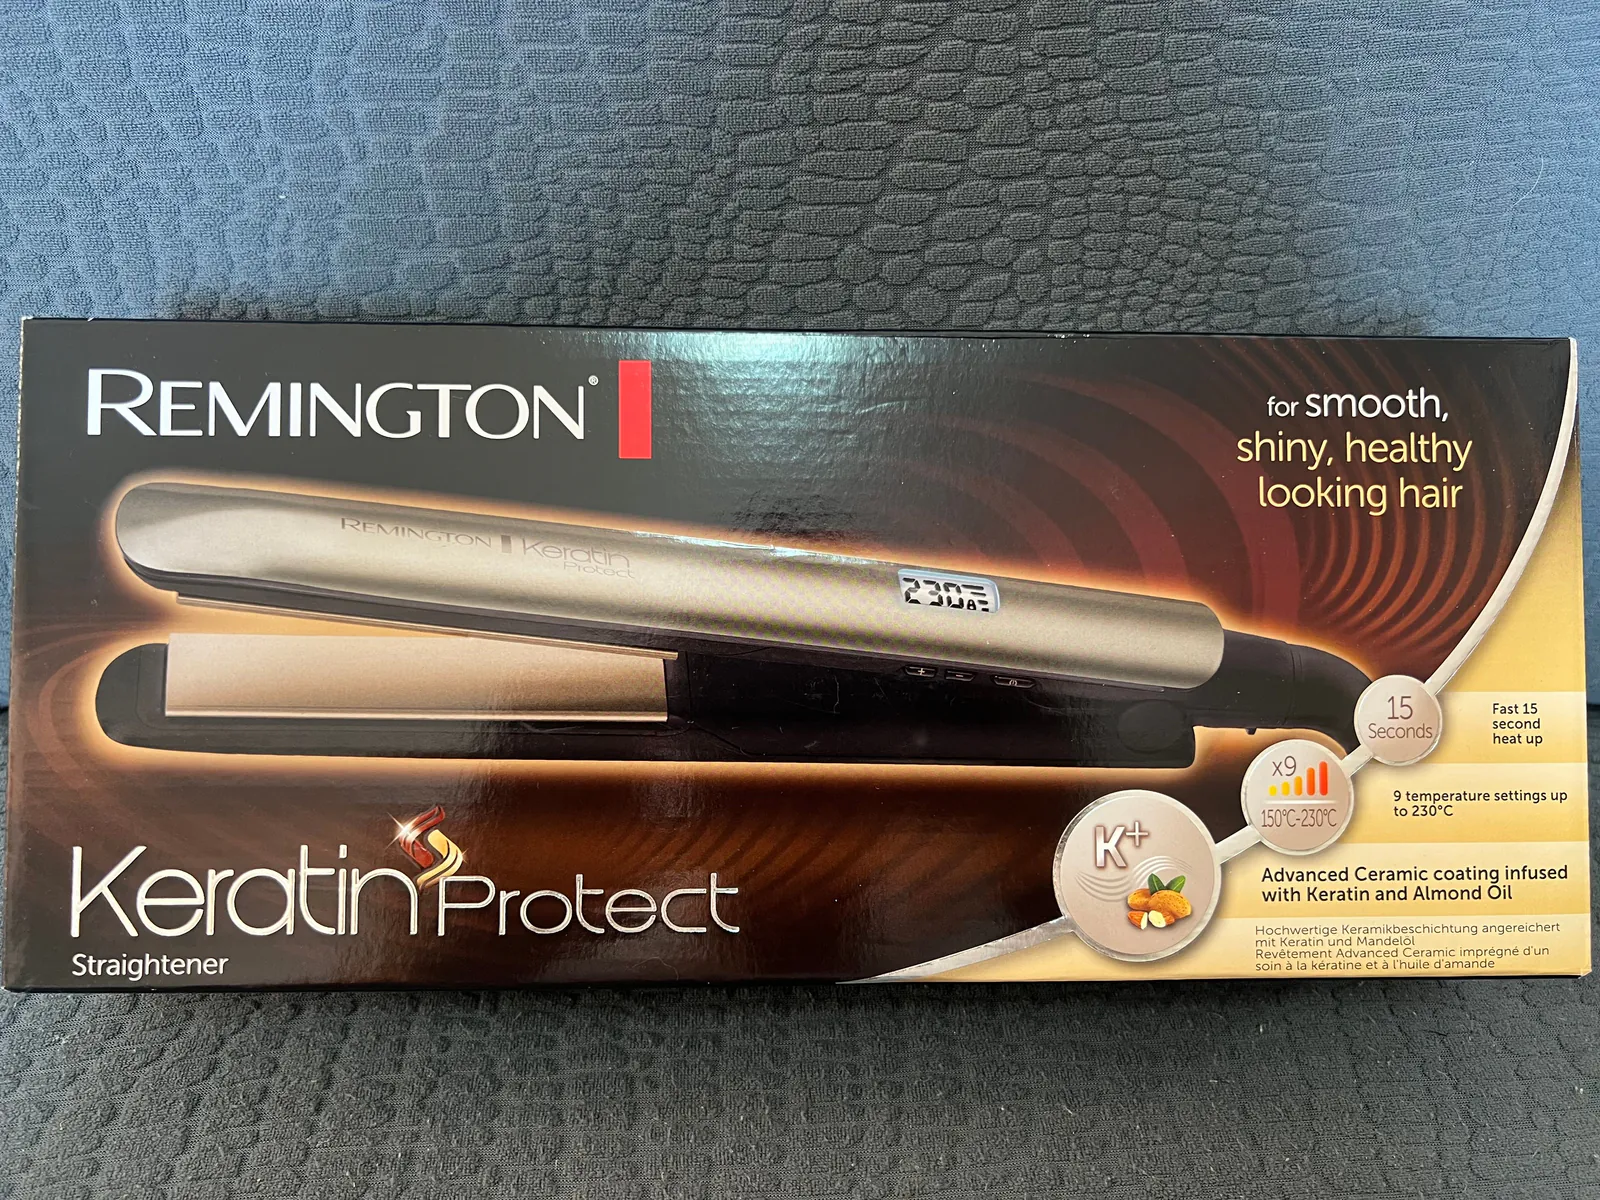 REMINGTON®
for smooth,
shiny, healthy
looking hair
REMINGTON Keratin
Protect
230
15
Seconds
Fast 15
second
heat up
x9
150°C-230°C
9 temperature settings up
to 230°C
K+
Advanced Ceramic coating infused
with Keratin and Almond Oil
Hochwertige Keramikbeschichtung angereichert
mit Keratin und Mandelöl
Revêtement Advanced Ceramic imprégné d'un
soin à la kératine et à l'huile d'amande
Keratin Protect
Straightener